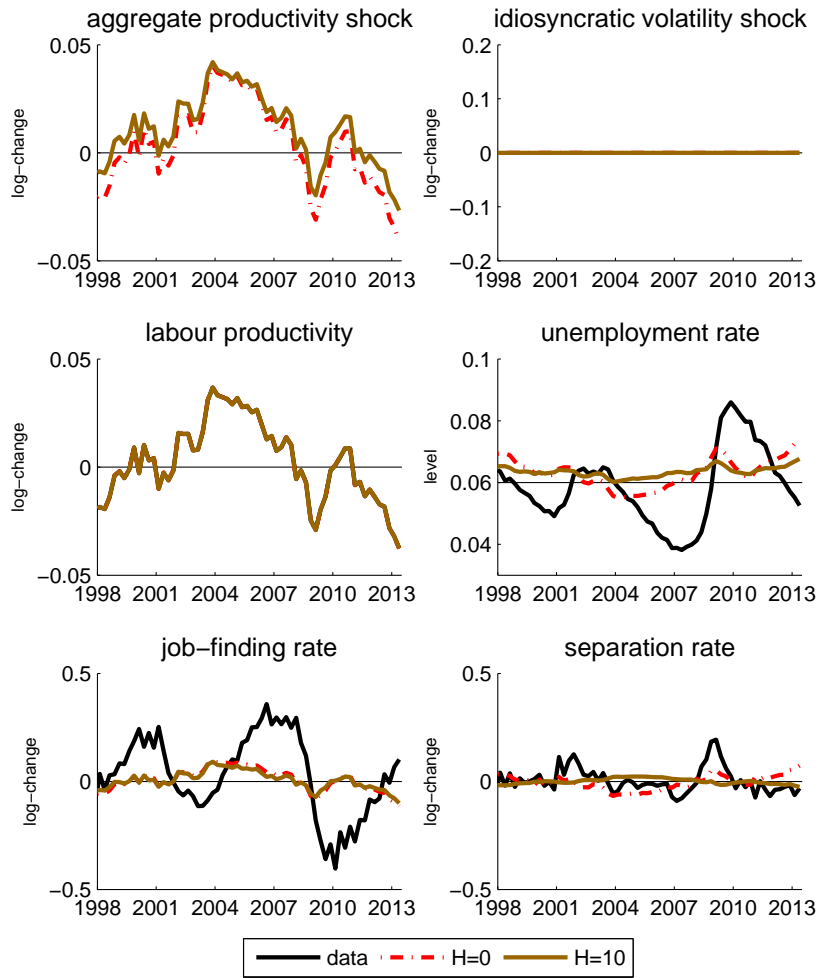 aggregate productivity shock
log−change
0.05
0
−0.05
1998 2001 2004 2007 2010 2013
idiosyncratic volatility shock
log−change
0.2
0.1
0
−0.1
−0.2
1998 2001 2004 2007 2010 2013
labour productivity
log−change
0.05
0
−0.05
1998 2001 2004 2007 2010 2013
unemployment rate
level
0.1
0.08
0.06
0.04
1998 2001 2004 2007 2010 2013
job−finding rate
log−change
0.5
0
−0.5
1998 2001 2004 2007 2010 2013
separation rate
log−change
0.5
0
−0.5
1998 2001 2004 2007 2010 2013
data H=0 H=10